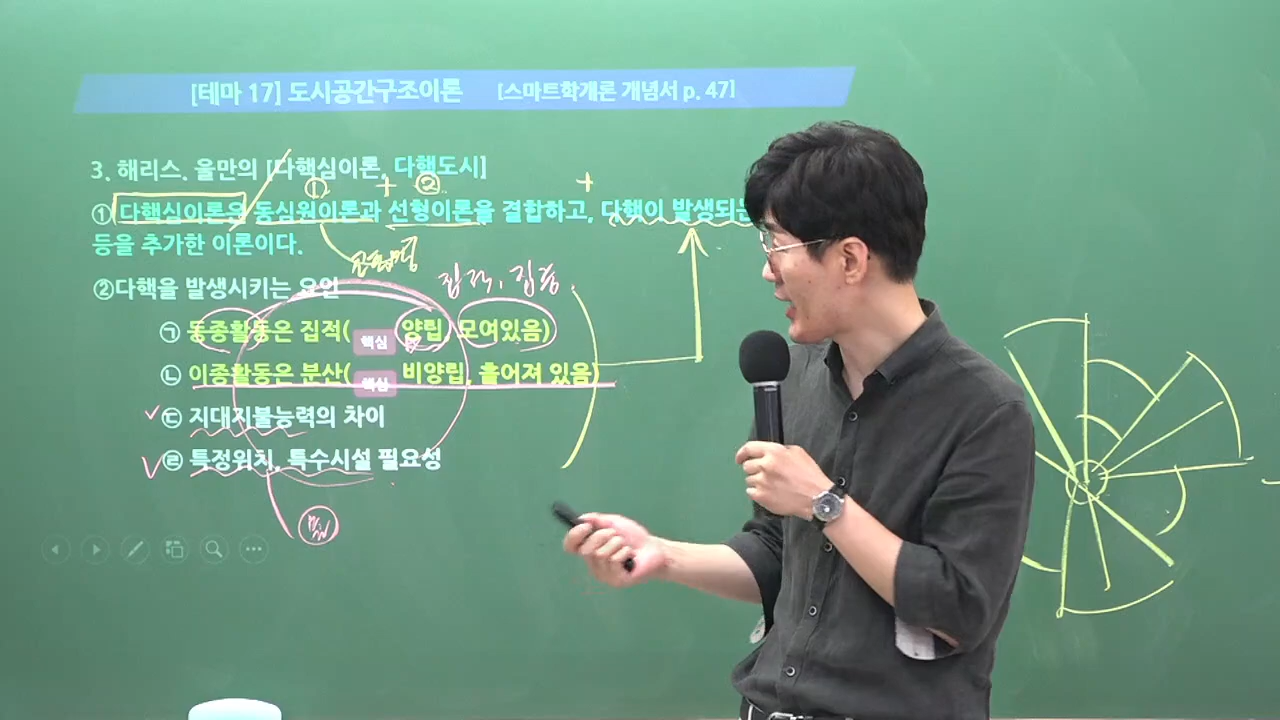 [테마 17] 도시공간구조이론 [스마트학개론 개념서 p. 47]
3. 해리스. 울만의 [다핵심이론, 다핵도시]
① + ② +
① 다핵심이론은 동심원이론과 선형이론을 결합하고, 다핵이 발생되는
등을 추가한 이론이다.
②다핵을 발생시키는 요인
집적, 집중
㉠ 동종활동은 집적( 핵심 양립, 모여있음)
㉡ 이종활동은 분산( 핵심 비양립, 흩어져 있음)
㉢ 지대지불능력의 차이
㉣ 특정위치, 특수시설 필요성